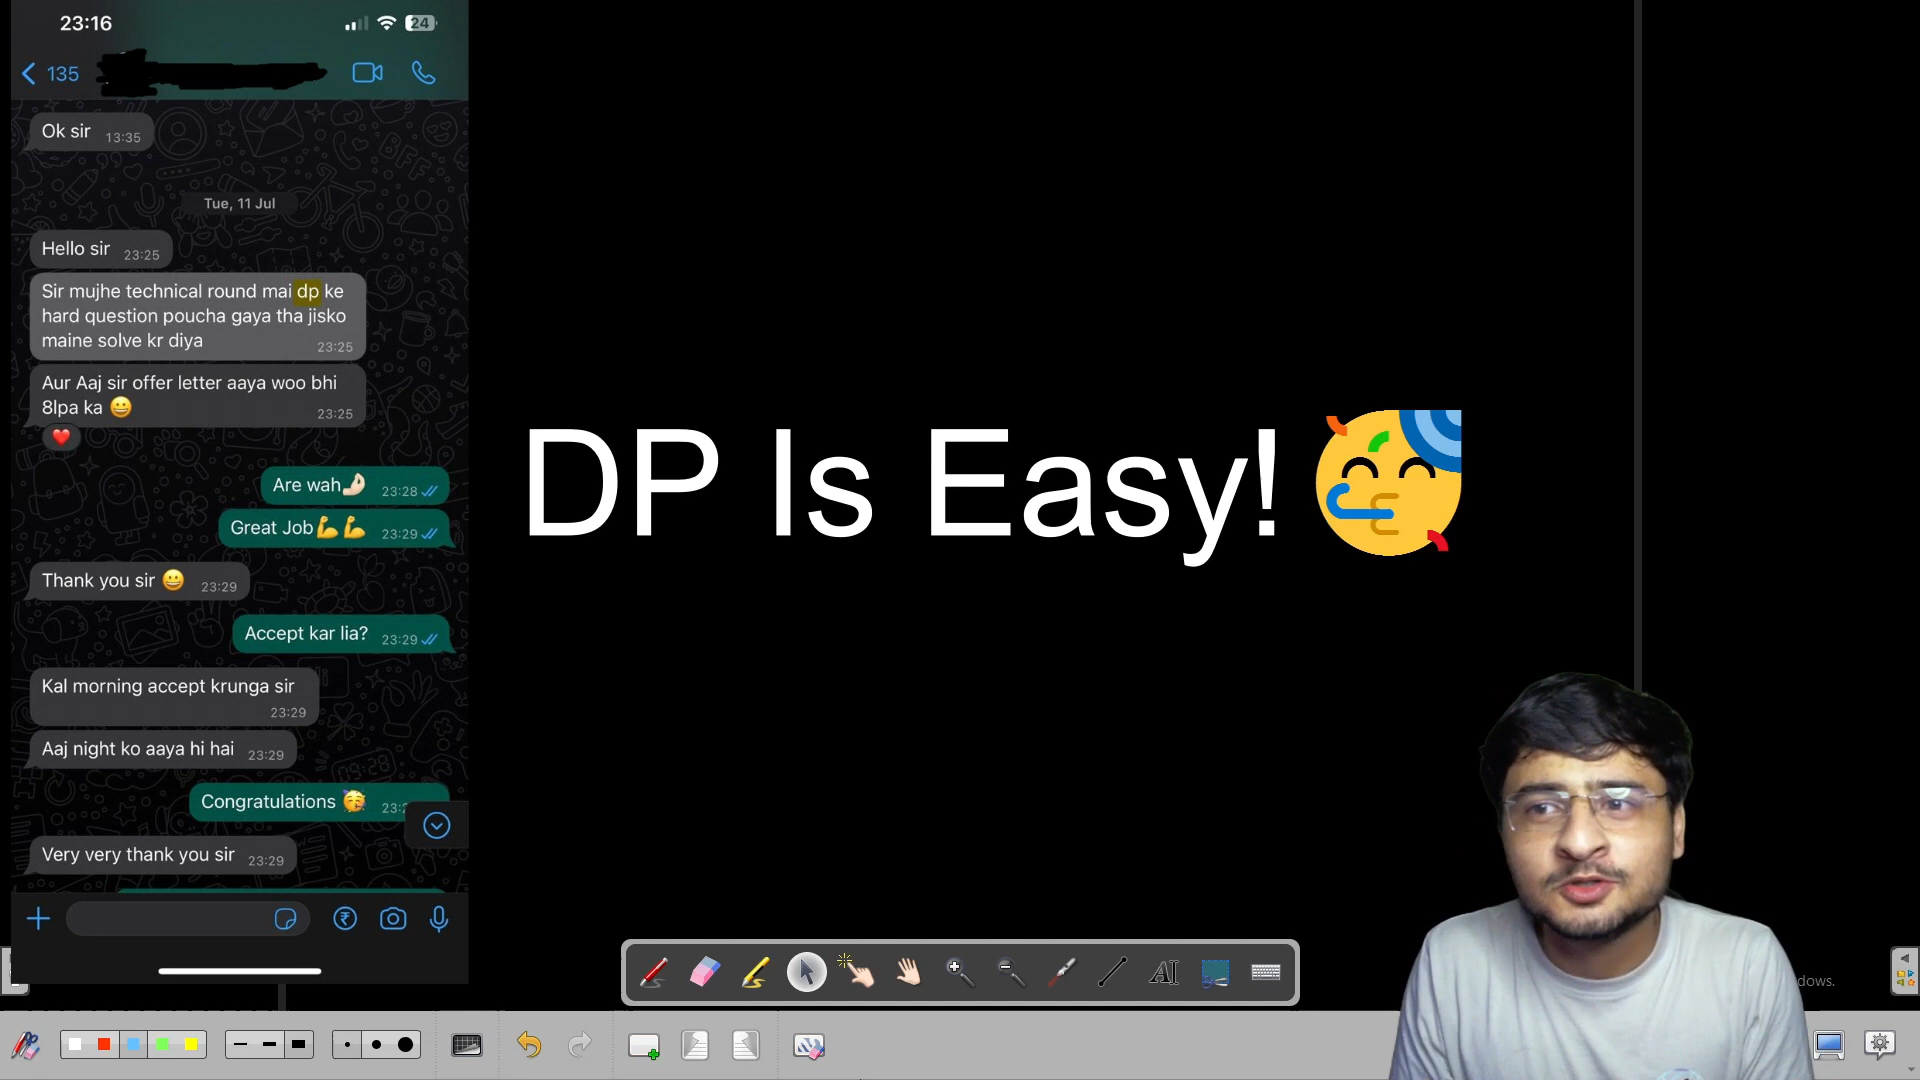 23:16
24
135
Ok sir 13:35
Tue, 11 Jul
Hello sir 23:25
Sir mujhe technical round mai dp ke
hard question poucha gaya tha jisko
maine solve kr diya 23:25
Aur Aaj sir offer letter aaya woo bhi
8lpa ka 😀 23:25
Are wah🤌🏻 23:28
Great Job💪💪 23:29
Thank you sir 😀 23:29
Accept kar lia? 23:29
Kal morning accept krunga sir
23:29
Aaj night ko aaya hi hai 23:29
Congratulations 🥳 23:2
Very very thank you sir 23:29
DP Is Easy!
AI
dows.